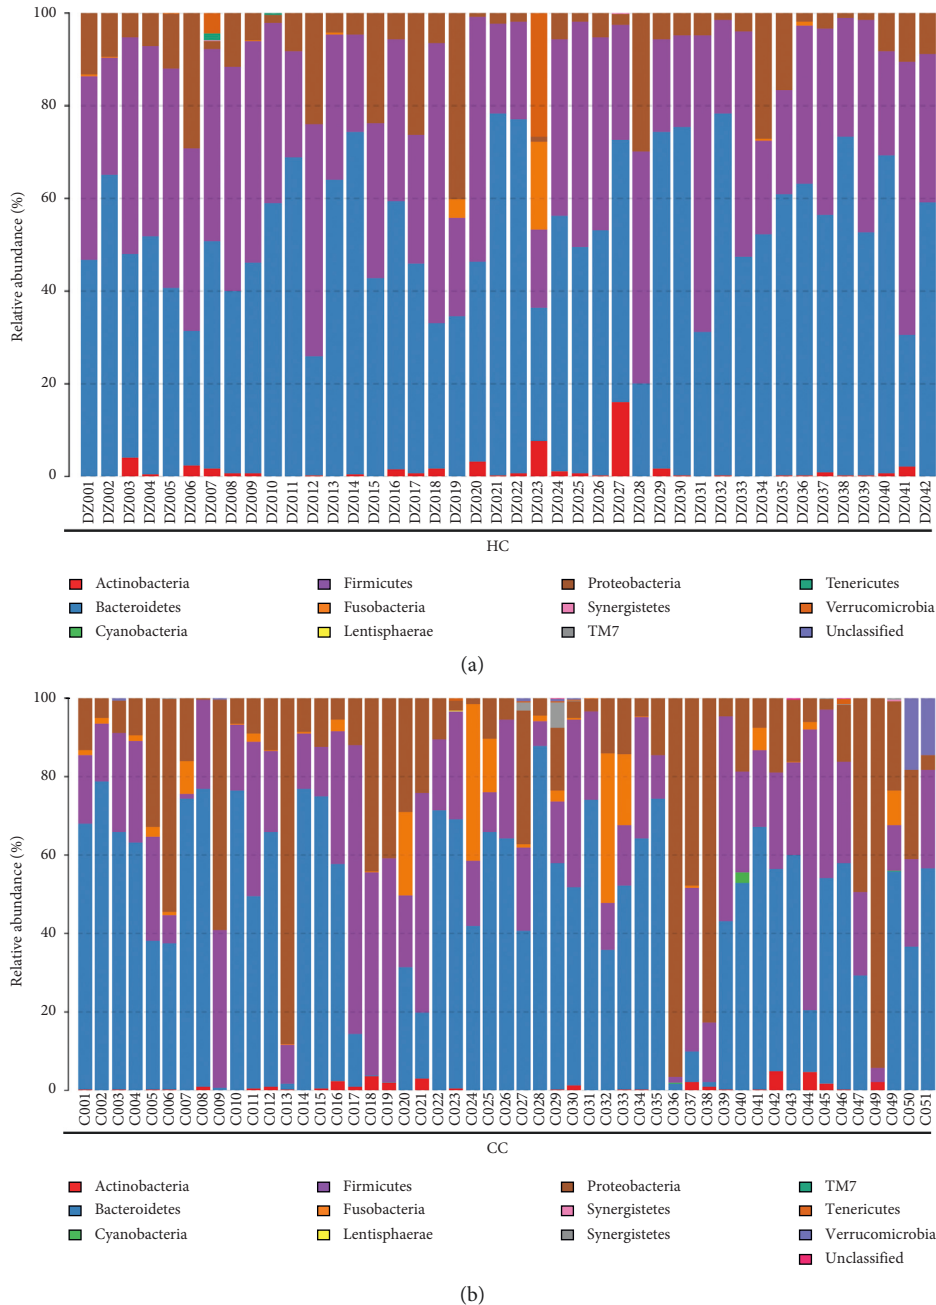 100
80
60
40
20
0
Relative abundance (%)
DZ001 DZ002 DZ003 DZ004 DZ005 DZ006 DZ007 DZ008 DZ009 DZ010 DZ011 DZ012 DZ013 DZ014 DZ015 DZ016 DZ017 DZ018 DZ019 DZ020 DZ021 DZ022 DZ023 DZ024 DZ025 DZ026 DZ027 DZ028 DZ029 DZ030 DZ031 DZ032 DZ033 DZ034 DZ035 DZ036 DZ037 DZ038 DZ039 DZ040 DZ041 DZ042
HC
Actinobacteria Firmicutes Proteobacteria Tenericutes
Bacteroidetes Fusobacteria Synergistetes Verrucomicrobia
Cyanobacteria Lentisphaerae TM7 Unclassified
(a)
100
80
60
40
20
0
Relative abundance (%)
C001 C002 C003 C004 C005 C006 C007 C008 C009 C010 C011 C012 C013 C014 C015 C016 C017 C018 C019 C020 C021 C022 C023 C024 C025 C026 C027 C028 C029 C030 C031 C032 C033 C034 C035 C036 C037 C038 C039 C040 C041 C042 C043 C044 C045 C046 C047 C049 C049 C050 C051
CC
Actinobacteria Firmicutes Proteobacteria TM7
Bacteroidetes Fusobacteria Synergistetes Tenericutes
Cyanobacteria Lentisphaerae Synergistetes Verrucomicrobia
Unclassified
(b)